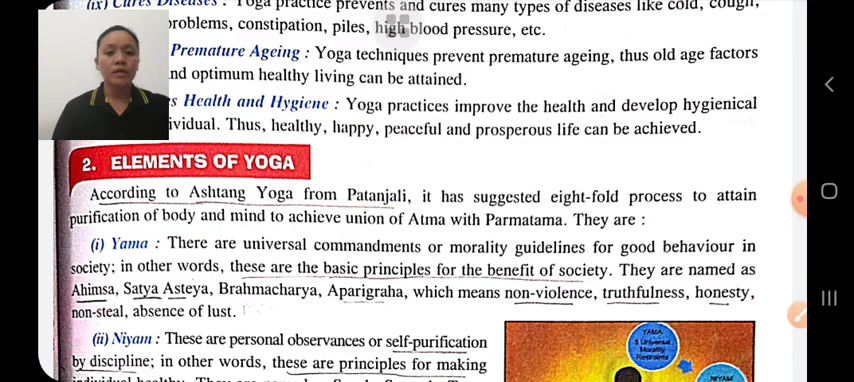 (ix) Cures Diseases : Yoga practice prevents and cures many types of diseases like cold, cough,
problems, constipation, piles, high blood pressure, etc.
Premature Ageing : Yoga techniques prevent premature ageing, thus old age factors
and optimum healthy living can be attained.
Health and Hygiene : Yoga practices improve the health and develop hygienical
Thus, healthy, happy, peaceful and prosperous life can be achieved.
2. ELEMENTS OF YOGA
According to Ashtang Yoga from Patanjali, it has suggested eight-fold process to attain
purification of body and mind to achieve union of Atma with Parmatama. They are :
(i) Yama : There are universal commandments or morality guidelines for good behaviour in
society; in other words, these are the basic principles for the benefit of society. They are named as
Ahimsa, Satya Asteya, Brahmacharya, Aparigraha, which means non-violence, truthfulness, honesty,
non-steal, absence of lust.
(ii) Niyam : These are personal observances or self-purification
by discipline; in other words, these are principles for making
YAMA
5 Universal
Morality
Restraints
NIYAM